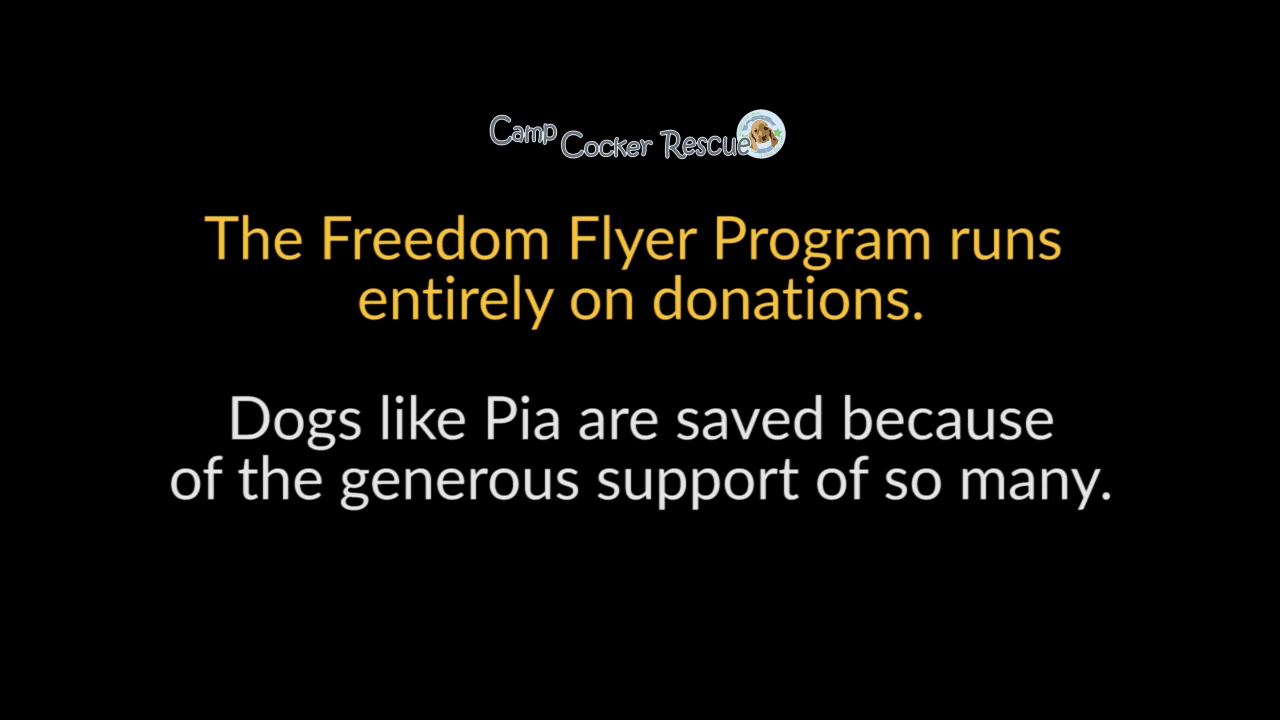 Camp Cocker Rescue
The Freedom Flyer Program runs
entirely on donations.
Dogs like Pia are saved because
of the generous support of so many.